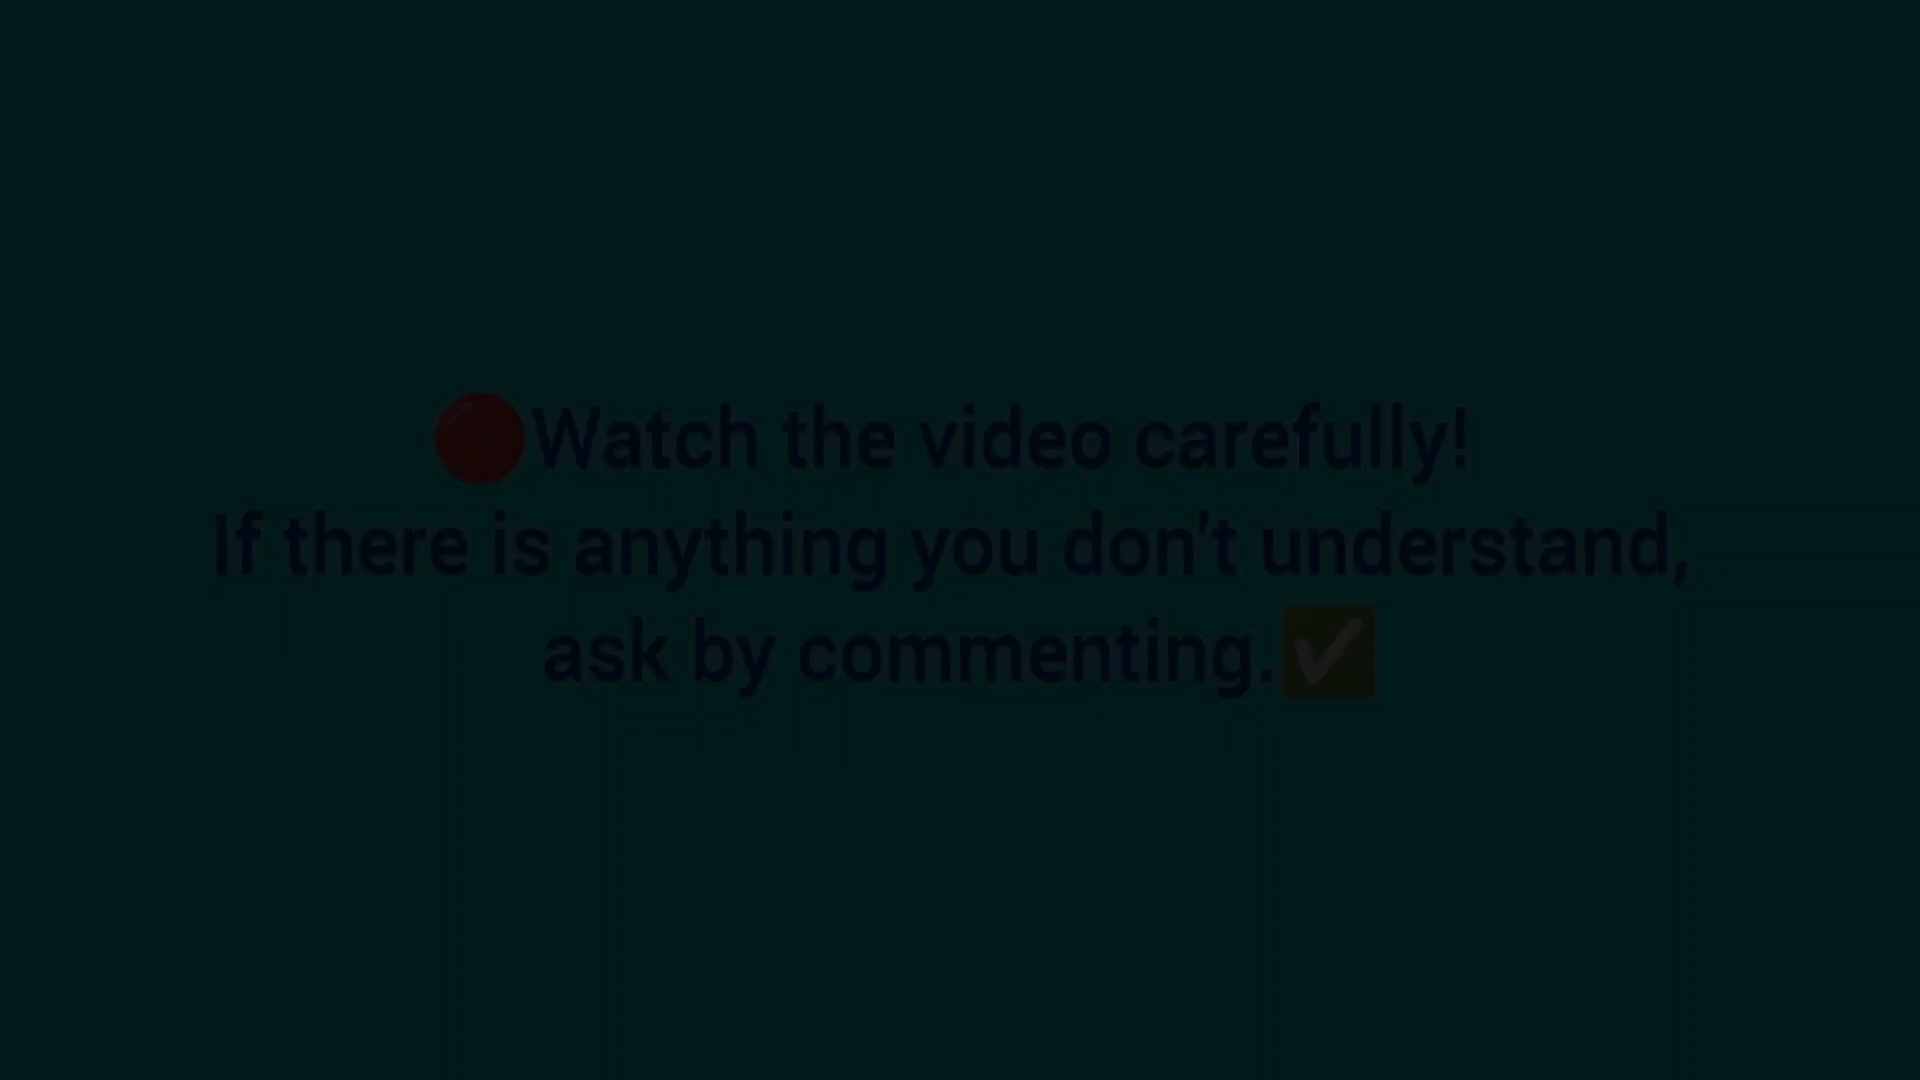 🔴Watch the video carefully!
If there is anything you don't understand,
ask by commenting.✅